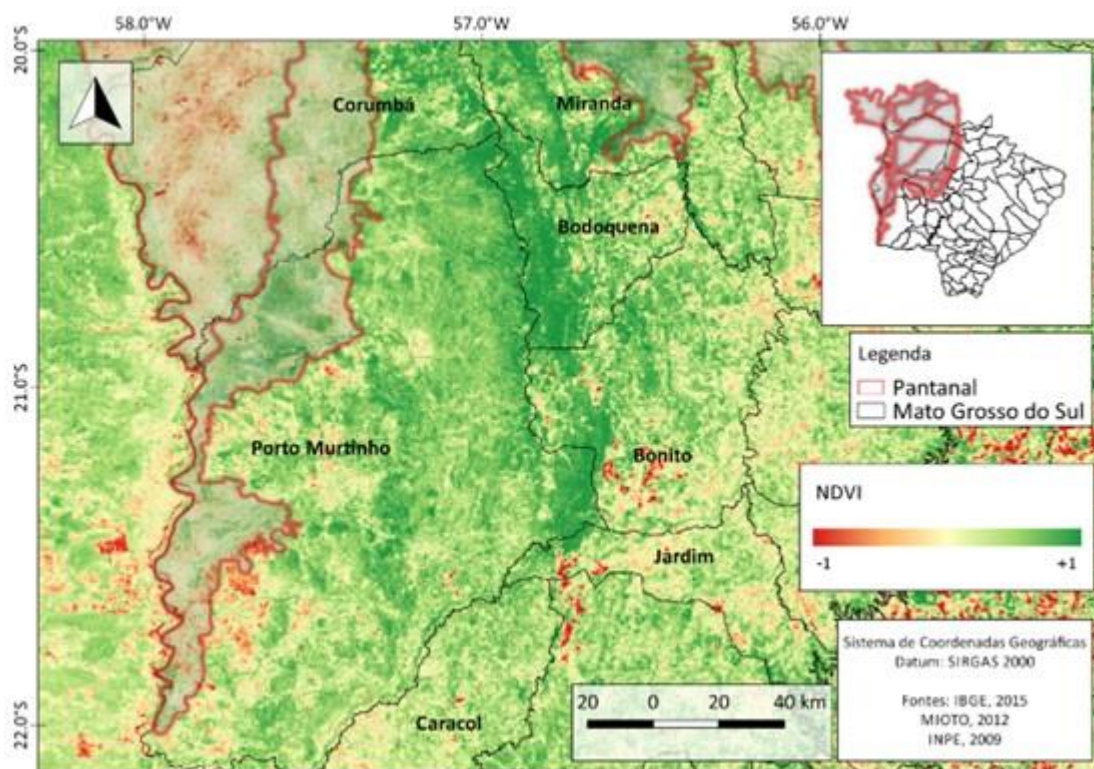 58.0°W
57.0°W
56.0°W
20.0°S
21.0°S
22.0°S
Corumbá
Miranda
Bodoquena
Porto Murtinho
Bonito
Jàrdim
Caracol
Legenda
Pantanal
Mato Grosso do Sul
NDVI
-1 +1
20 0 20 40 km
Sistema de Coordenadas Geográficas
Datum: SIRGAS 2000
Fontes: IBGE, 2015
MIOTO, 2012
INPE, 2009